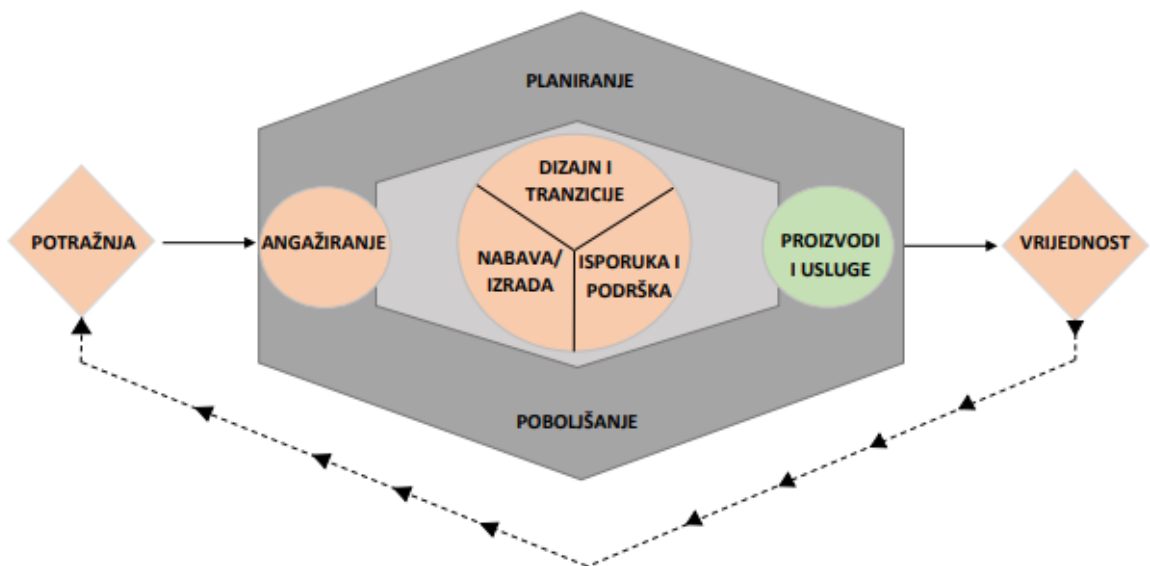 PLANIRANJE
DIZAJN I
TRANZICIJE
POTRAŽNJA
ANGAŽIRANJE
NABAVA/
IZRADA
ISPORUKA I
PODRŠKA
PROIZVODI
I USLUGE
VRIJEDNOST
POBOLJŠANJE